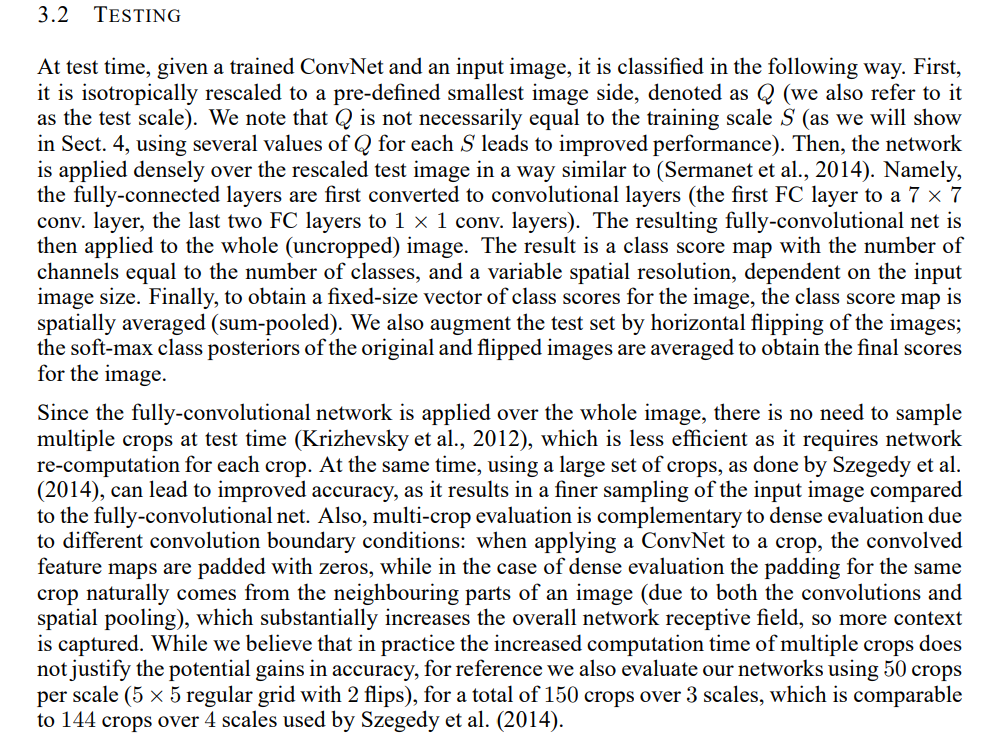 3.2 TESTING
At test time, given a trained ConvNet and an input image, it is classified in the following way. First,
it is isotropically rescaled to a pre-defined smallest image side, denoted as Q (we also refer to it
as the test scale). We note that Q is not necessarily equal to the training scale S (as we will show
in Sect. 4, using several values of Q for each S leads to improved performance). Then, the network
is applied densely over the rescaled test image in a way similar to (Sermanet et al., 2014). Namely,
the fully-connected layers are first converted to convolutional layers (the first FC layer to a 7 × 7
conv. layer, the last two FC layers to 1 × 1 conv. layers). The resulting fully-convolutional net is
then applied to the whole (uncropped) image. The result is a class score map with the number of
channels equal to the number of classes, and a variable spatial resolution, dependent on the input
image size. Finally, to obtain a fixed-size vector of class scores for the image, the class score map is
spatially averaged (sum-pooled). We also augment the test set by horizontal flipping of the images;
the soft-max class posteriors of the original and flipped images are averaged to obtain the final scores
for the image.
Since the fully-convolutional network is applied over the whole image, there is no need to sample
multiple crops at test time (Krizhevsky et al., 2012), which is less efficient as it requires network
re-computation for each crop. At the same time, using a large set of crops, as done by Szegedy et al.
(2014), can lead to improved accuracy, as it results in a finer sampling of the input image compared
to the fully-convolutional net. Also, multi-crop evaluation is complementary to dense evaluation due
to different convolution boundary conditions: when applying a ConvNet to a crop, the convolved
feature maps are padded with zeros, while in the case of dense evaluation the padding for the same
crop naturally comes from the neighbouring parts of an image (due to both the convolutions and
spatial pooling), which substantially increases the overall network receptive field, so more context
is captured. While we believe that in practice the increased computation time of multiple crops does
not justify the potential gains in accuracy, for reference we also evaluate our networks using 50 crops
per scale (5 × 5 regular grid with 2 flips), for a total of 150 crops over 3 scales, which is comparable
to 144 crops over 4 scales used by Szegedy et al. (2014).